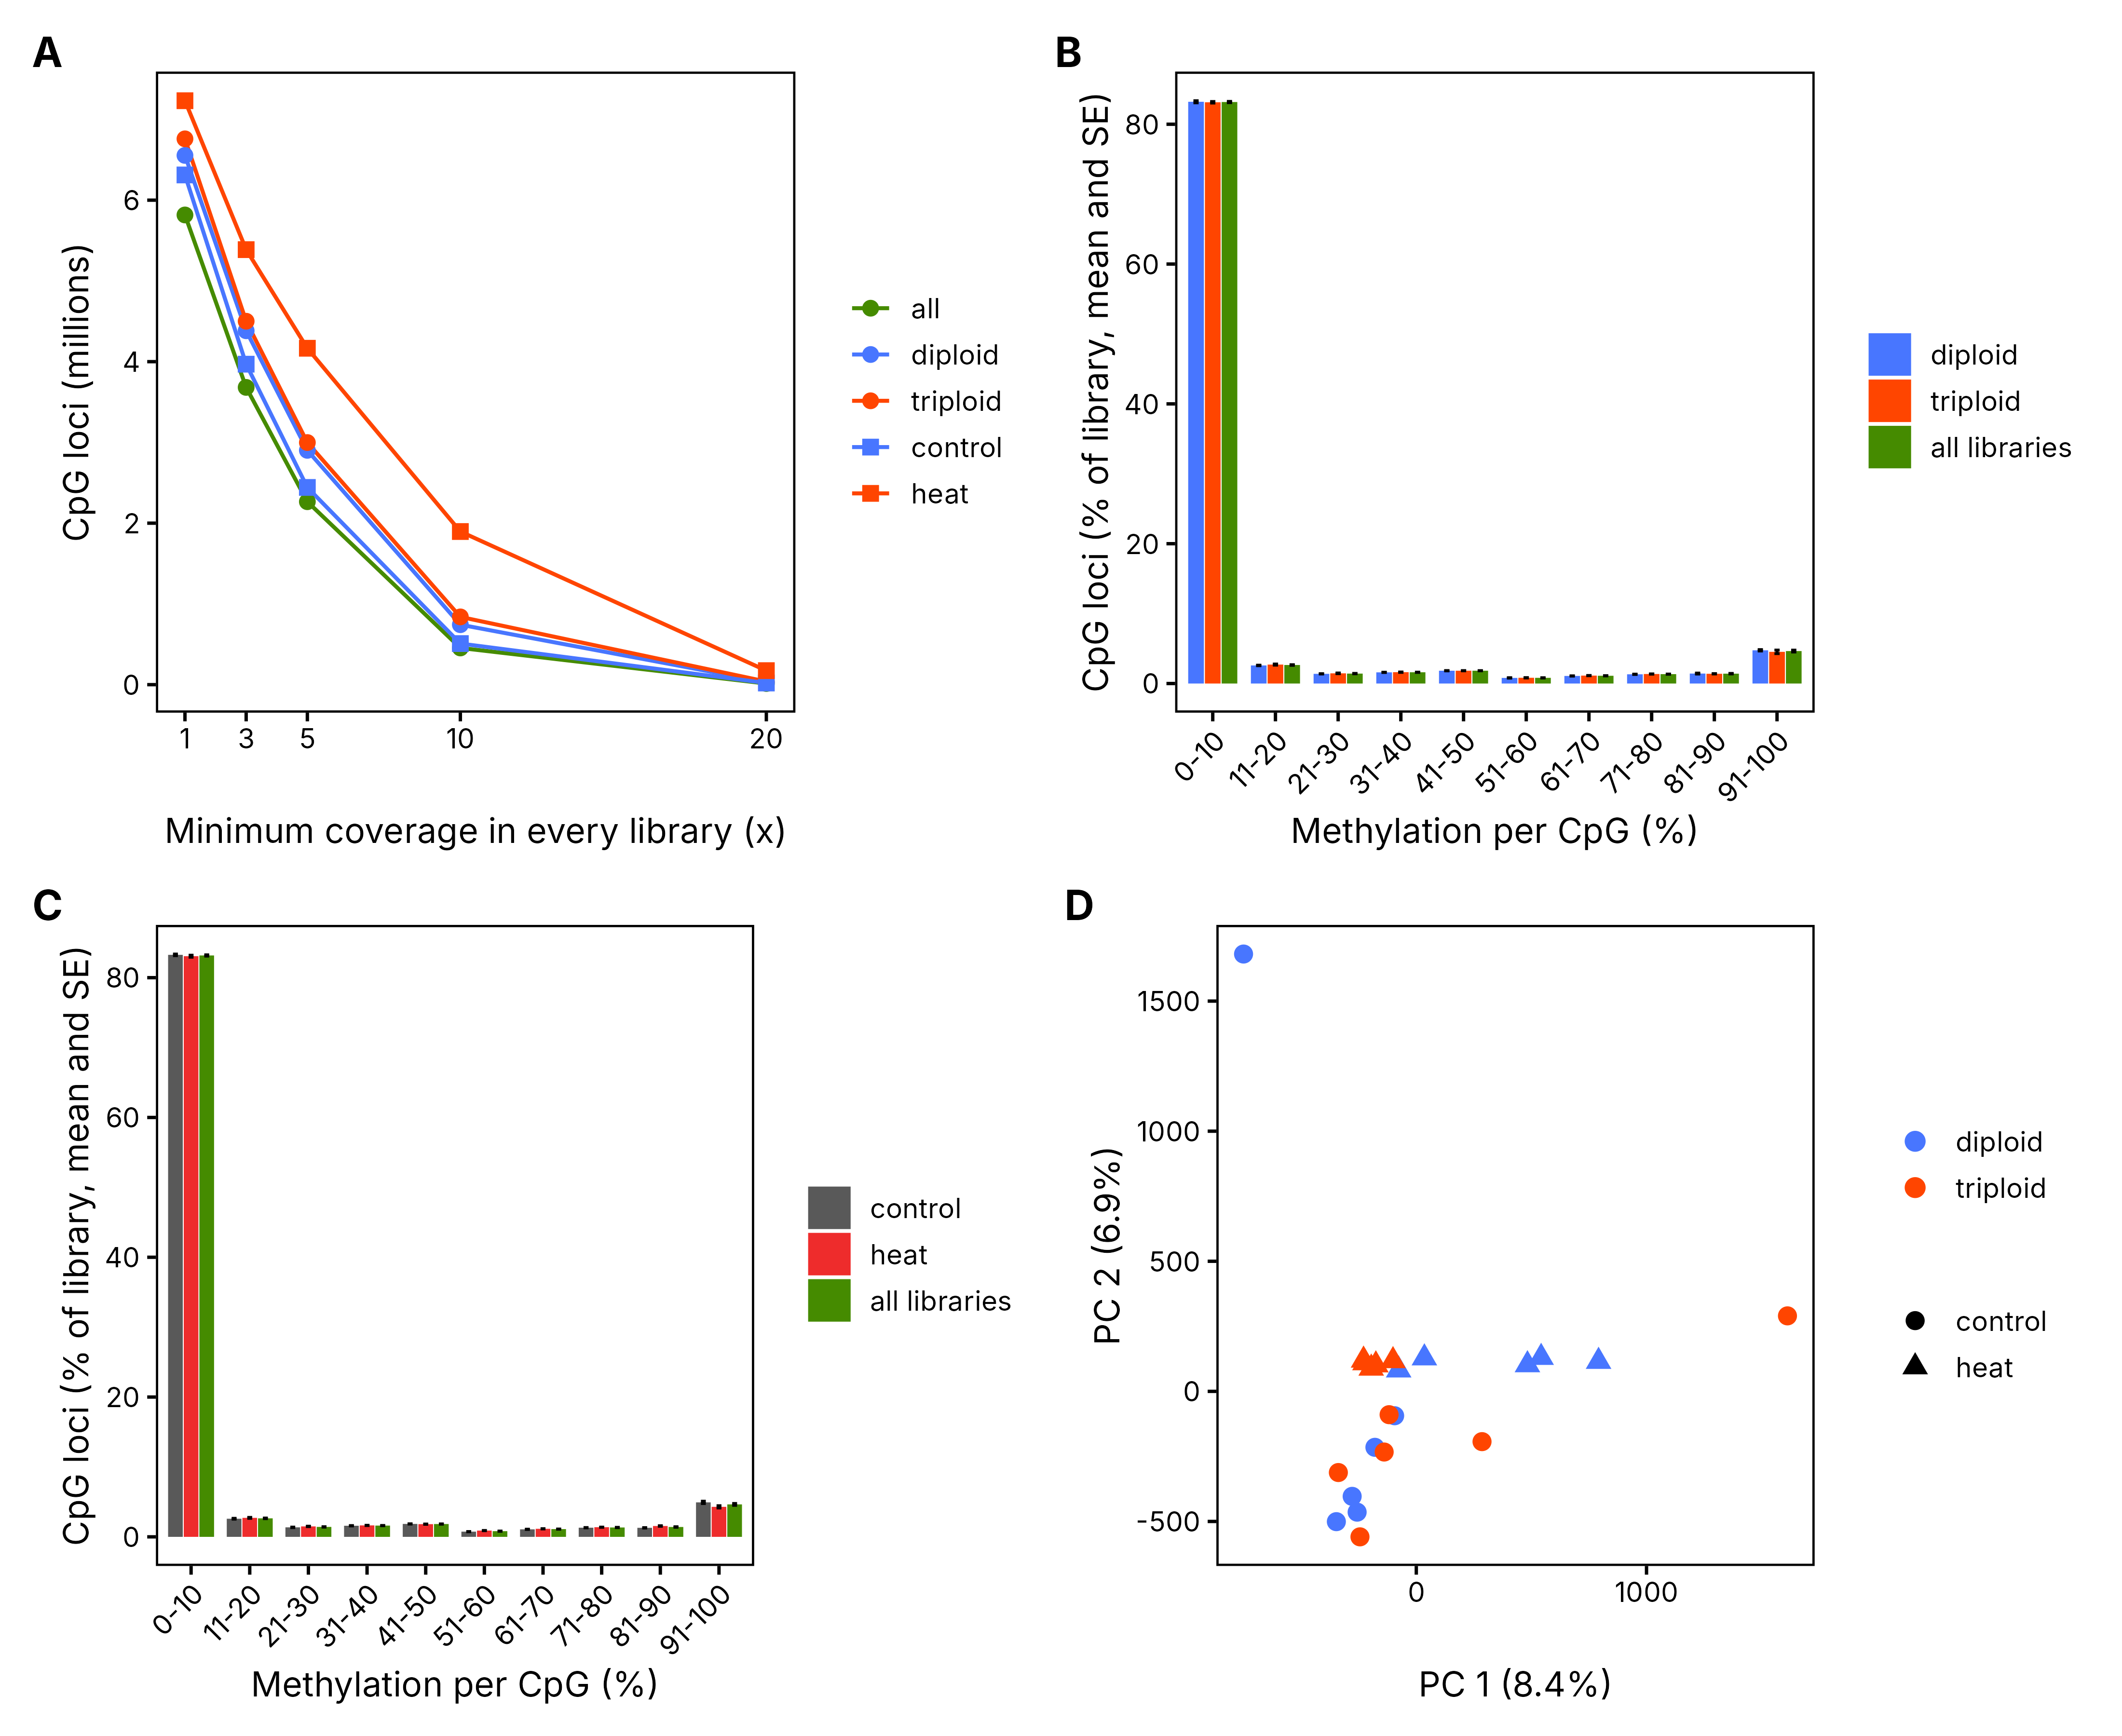 A
CpG loci (millions)
6
4
2
0
1 3 5 10 20
Minimum coverage in every library (x)
all
diploid
triploid
control
heat
B
CpG loci (% of library, mean and SE)
80
60
40
20
0
0-10 11-20 21-30 31-40 41-50 51-60 61-70 71-80 81-90 91-100
Methylation per CpG (%)
diploid
triploid
all libraries
C
CpG loci (% of library, mean and SE)
80
60
40
20
0
0-10 11-20 21-30 31-40 41-50 51-60 61-70 71-80 81-90 91-100
Methylation per CpG (%)
control
heat
all libraries
D
PC 2 (6.9%)
1500
1000
500
0
-500
0 1000
PC 1 (8.4%)
diploid
triploid
control
heat